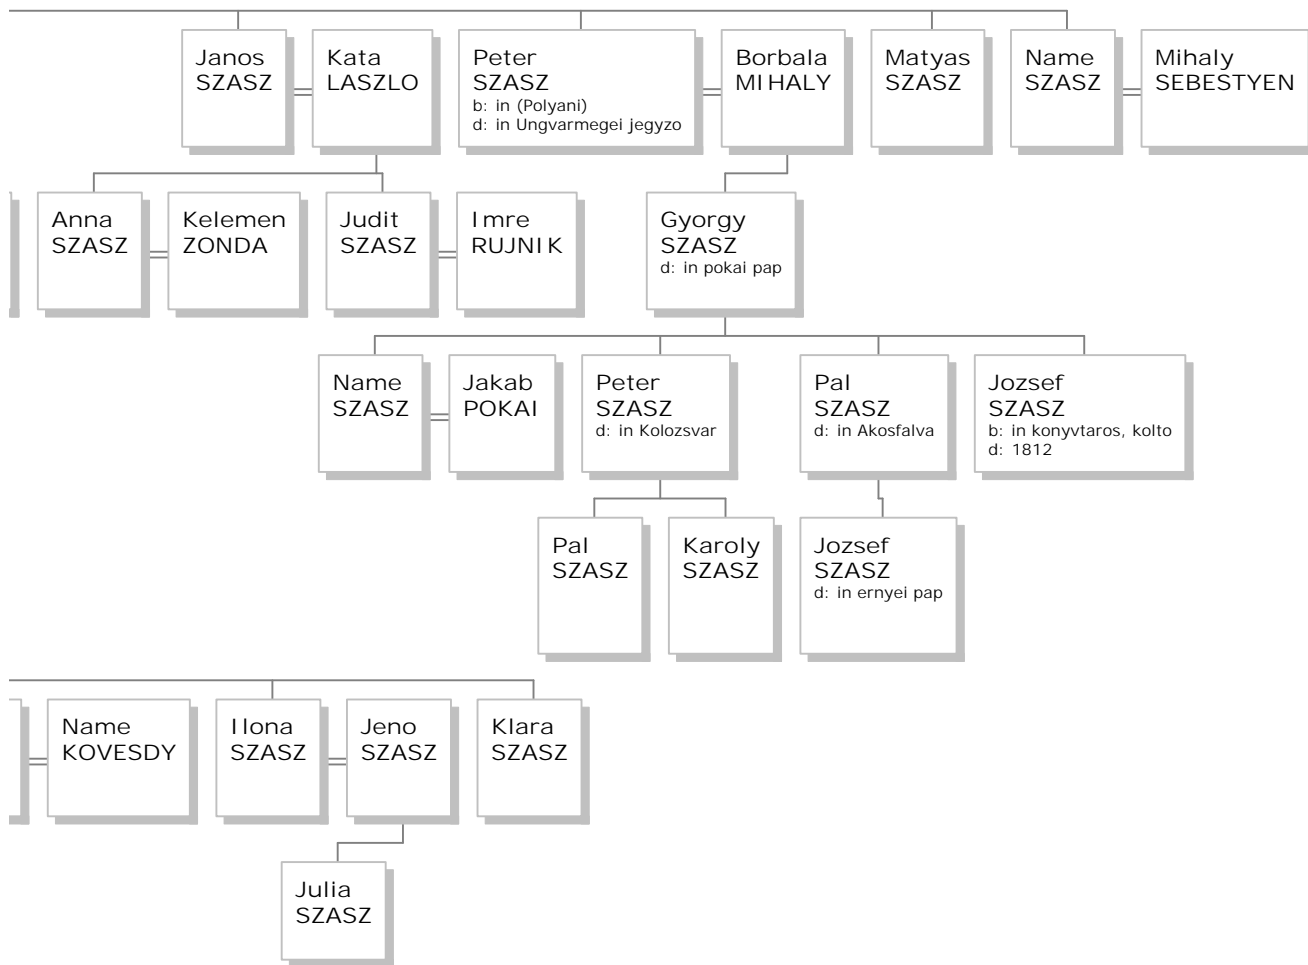 Janos
SZASZ
Kata
LASZLO
Peter
SZASZ
b: in (Polyani)
d: in Ungvarmegei jegyzo
Borbala
MIHALY
Matyas
SZASZ
Name
SZASZ
Mihaly
SEBESTYEN
Anna
SZASZ
Kelemen
ZONDA
Judit
SZASZ
Imre
RUJNIK
Gyorgy
SZASZ
d: in pokai pap
Name
SZASZ
Jakab
POKAI
Peter
SZASZ
d: in Kolozsvar
Pal
SZASZ
d: in Akosfalva
Jozsef
SZASZ
b: in konyvtaros, kolto
d: 1812
Pal
SZASZ
Karoly
SZASZ
Jozsef
SZASZ
d: in ernyei pap
Name
KOVESDY
Ilona
SZASZ
Jeno
SZASZ
Klara
SZASZ
Julia
SZASZ